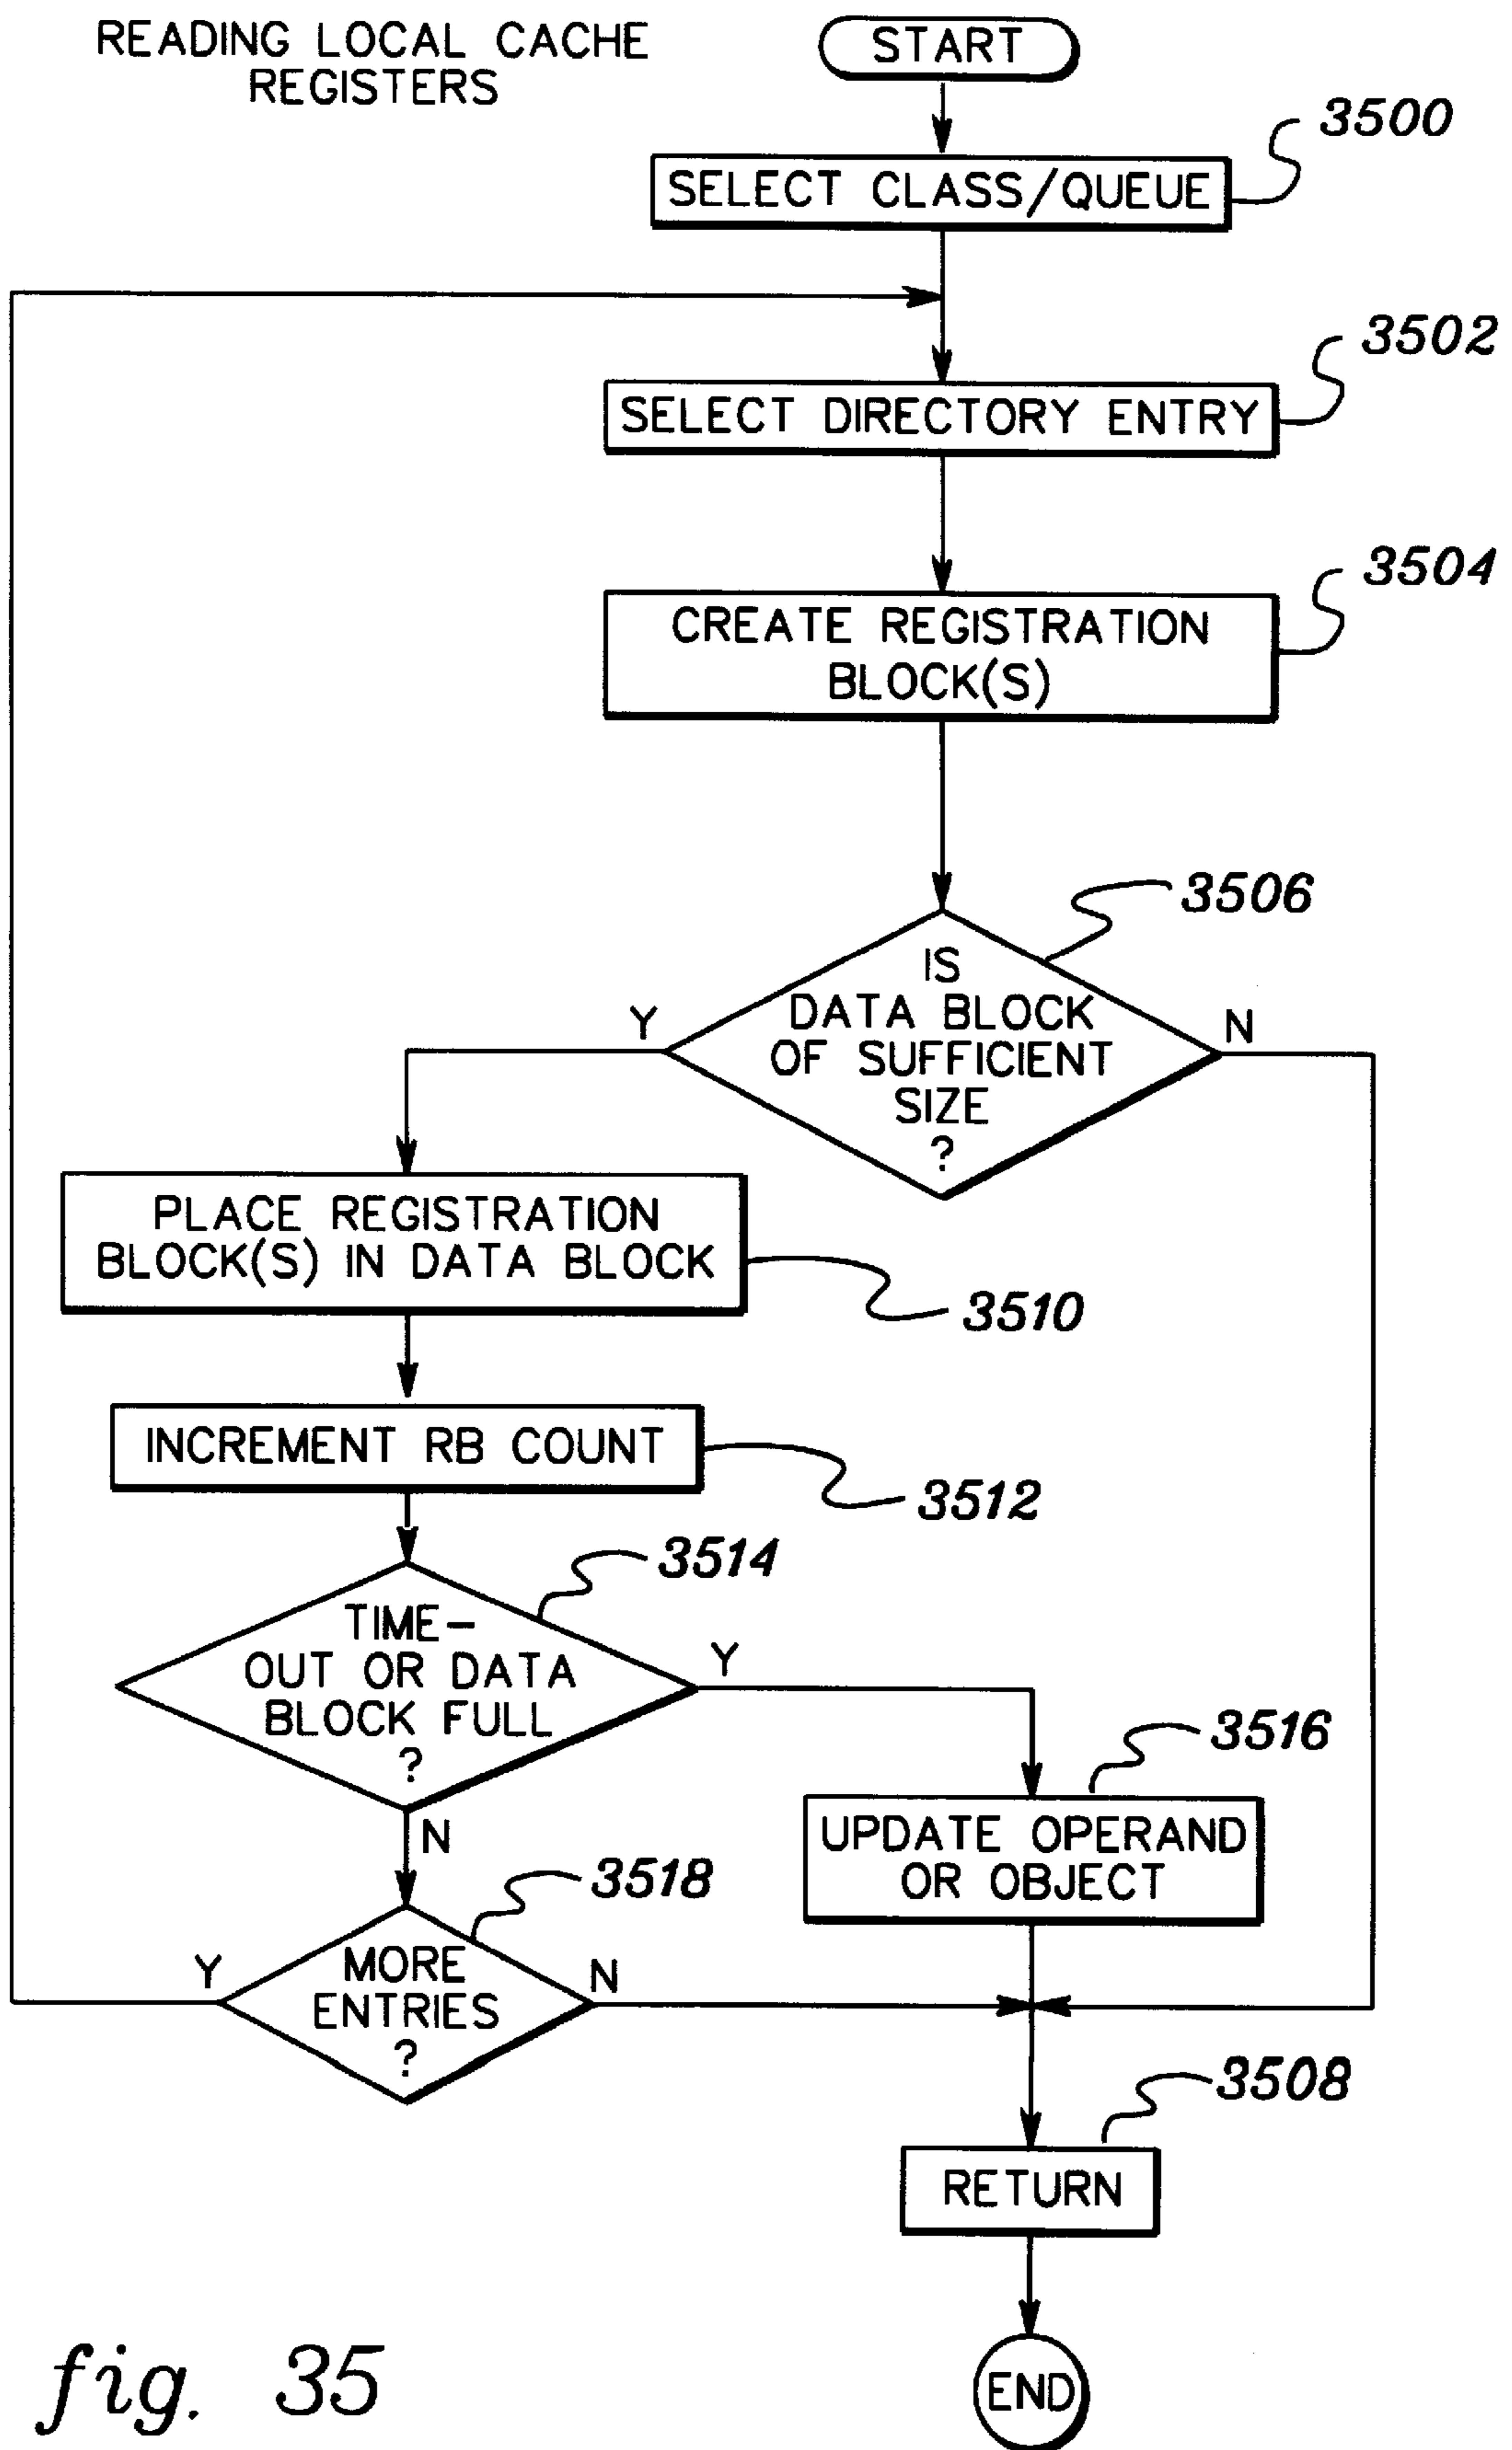 READING LOCAL CACHE
REGISTERS
START
3500
SELECT CLASS/QUEUE
3502
SELECT DIRECTORY ENTRY
3504
CREATE REGISTRATION
BLOCK(S)
3506
IS
DATA BLOCK
OF SUFFICIENT
SIZE
?
Y
N
PLACE REGISTRATION
BLOCK(S) IN DATA BLOCK
3510
INCREMENT RB COUNT
3512
3514
TIME-
OUT OR DATA
BLOCK FULL
?
Y
N
3516
UPDATE OPERAND
OR OBJECT
3518
MORE
ENTRIES
?
Y
N
3508
RETURN
END
fig. 35